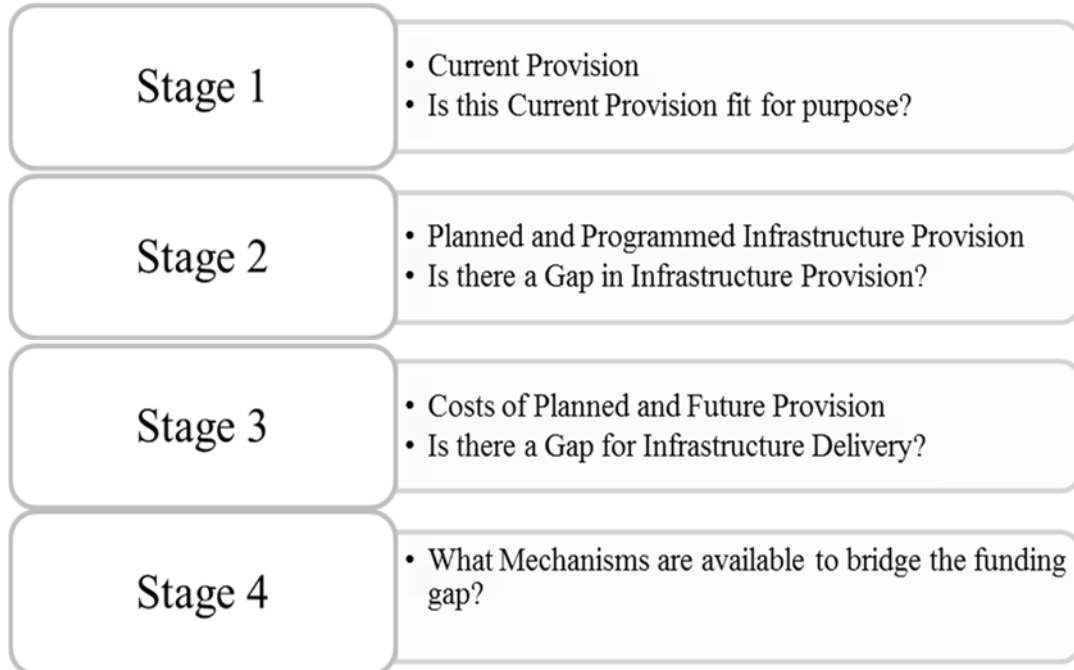 Stage 1
• Current Provision
• Is this Current Provision fit for purpose?
Stage 2
• Planned and Programmed Infrastructure Provision
• Is there a Gap in Infrastructure Provision?
Stage 3
• Costs of Planned and Future Provision
• Is there a Gap for Infrastructure Delivery?
Stage 4
• What Mechanisms are available to bridge the funding
gap?